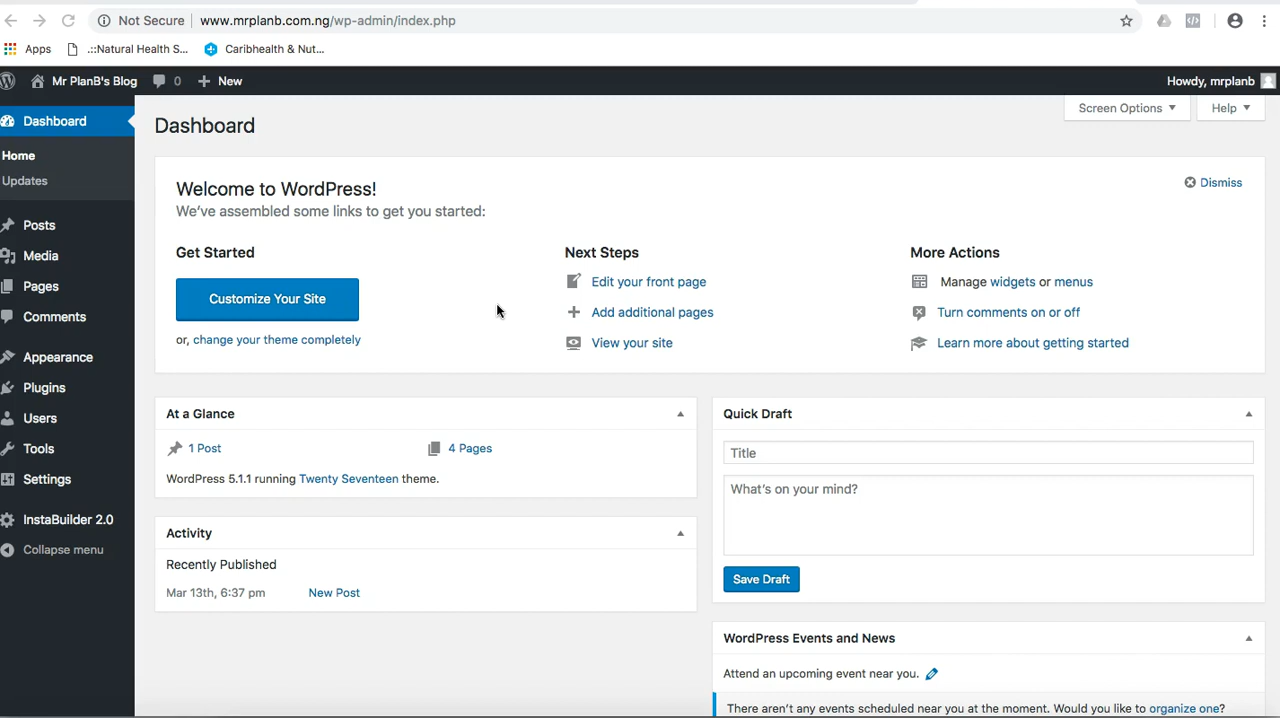 Not Secure www.mrplanb.com.ng/wp-admin/index.php
Apps .::Natural Health S... Caribhealth & Nut...
Mr PlanB's Blog 0 New Howdy, mrplanb
Dashboard
Home
Updates
Posts
Media
Pages
Comments
Appearance
Plugins
Users
Tools
Settings
InstaBuilder 2.0
Collapse menu
Screen Options Help
Dashboard
Welcome to WordPress!
Dismiss
We've assembled some links to get you started:
Get Started
Customize Your Site
or, change your theme completely
Next Steps
Edit your front page
Add additional pages
View your site
More Actions
Manage widgets or menus
Turn comments on or off
Learn more about getting started
At a Glance
1 Post 4 Pages
WordPress 5.1.1 running Twenty Seventeen theme.
Activity
Recently Published
Mar 13th, 6:37 pm New Post
Quick Draft
Title
What's on your mind?
Save Draft
WordPress Events and News
Attend an upcoming event near you.
There aren't any events scheduled near you at the moment. Would you like to organize one?